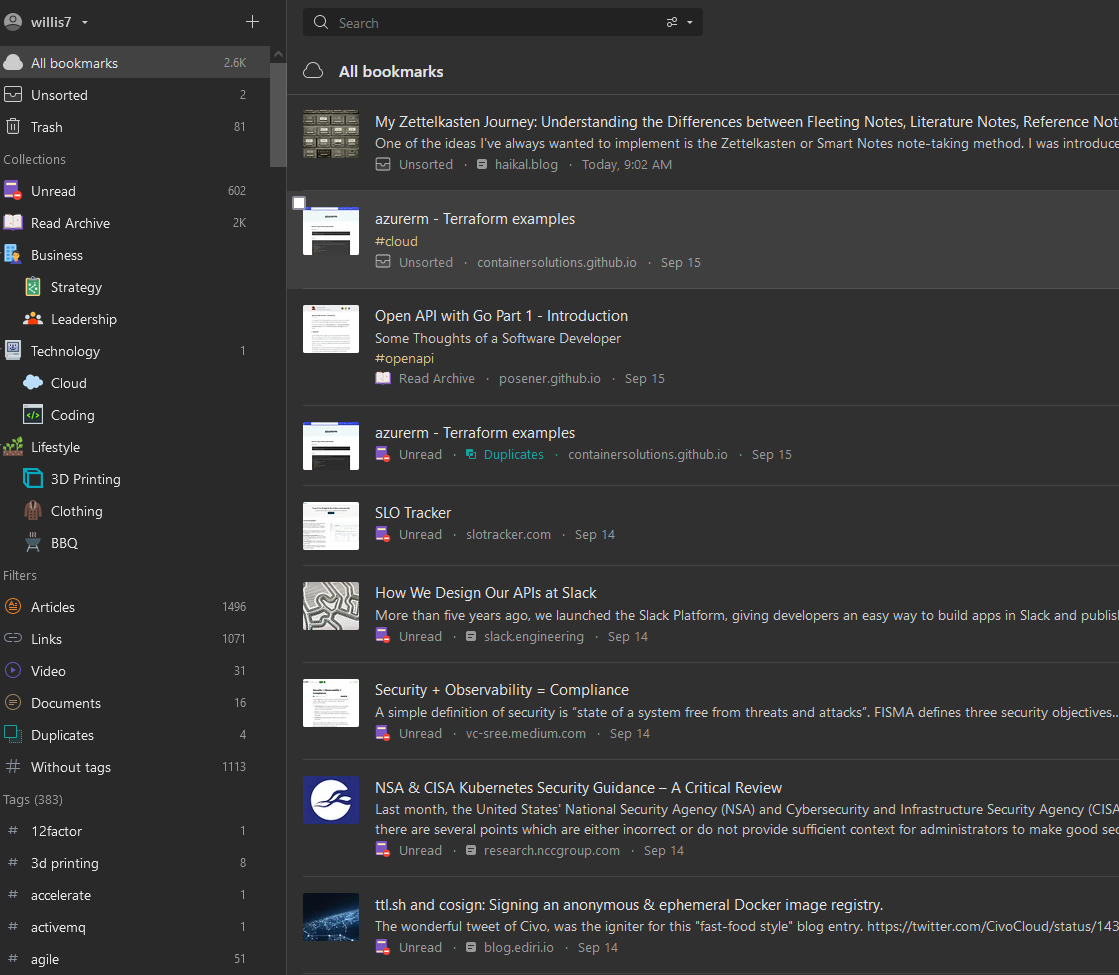 willis7
All bookmarks 2.6K
Unsorted 2
Trash 81
Collections
Unread 602
Read Archive 2K
Business
Strategy
Leadership
Technology 1
Cloud
Coding
Lifestyle
3D Printing
Clothing
BBQ
Filters
Articles 1496
Links 1071
Video 31
Documents 16
Duplicates 4
Without tags 1113
Tags (383)
# 12factor 1
# 3d printing 8
# accelerate 1
# activemq 1
# agile 51
Search
All bookmarks
My Zettelkasten Journey: Understanding the Differences between Fleeting Notes, Literature Notes, Reference Not
One of the ideas I've always wanted to implement is the Zettelkasten or Smart Notes note-taking method. I was introduce
Unsorted · haikal.blog · Today, 9:02 AM
azurerm - Terraform examples
#cloud
Unsorted · containersolutions.github.io · Sep 15
Open API with Go Part 1 - Introduction
Some Thoughts of a Software Developer
#openapi
Read Archive · posener.github.io · Sep 15
azurerm - Terraform examples
Unread · Duplicates · containersolutions.github.io · Sep 15
SLO Tracker
Unread · slotracker.com · Sep 14
How We Design Our APIs at Slack
More than five years ago, we launched the Slack Platform, giving developers an easy way to build apps in Slack and publis
Unread · slack.engineering · Sep 14
Security + Observability = Compliance
A simple definition of security is “state of a system free from threats and attacks”. FISMA defines three security objectives...
Unread · vc-sree.medium.com · Sep 14
NSA & CISA Kubernetes Security Guidance – A Critical Review
Last month, the United States' National Security Agency (NSA) and Cybersecurity and Infrastructure Security Agency (CISA
there are several points which are either incorrect or do not provide sufficient context for administrators to make good sec
Unread · research.nccgroup.com · Sep 14
ttl.sh and cosign: Signing an anonymous & ephemeral Docker image registry.
The wonderful tweet of Civo, was the igniter for this "fast-food style" blog entry. https://twitter.com/CivoCloud/status/143
Unread · blog.ediri.io · Sep 14